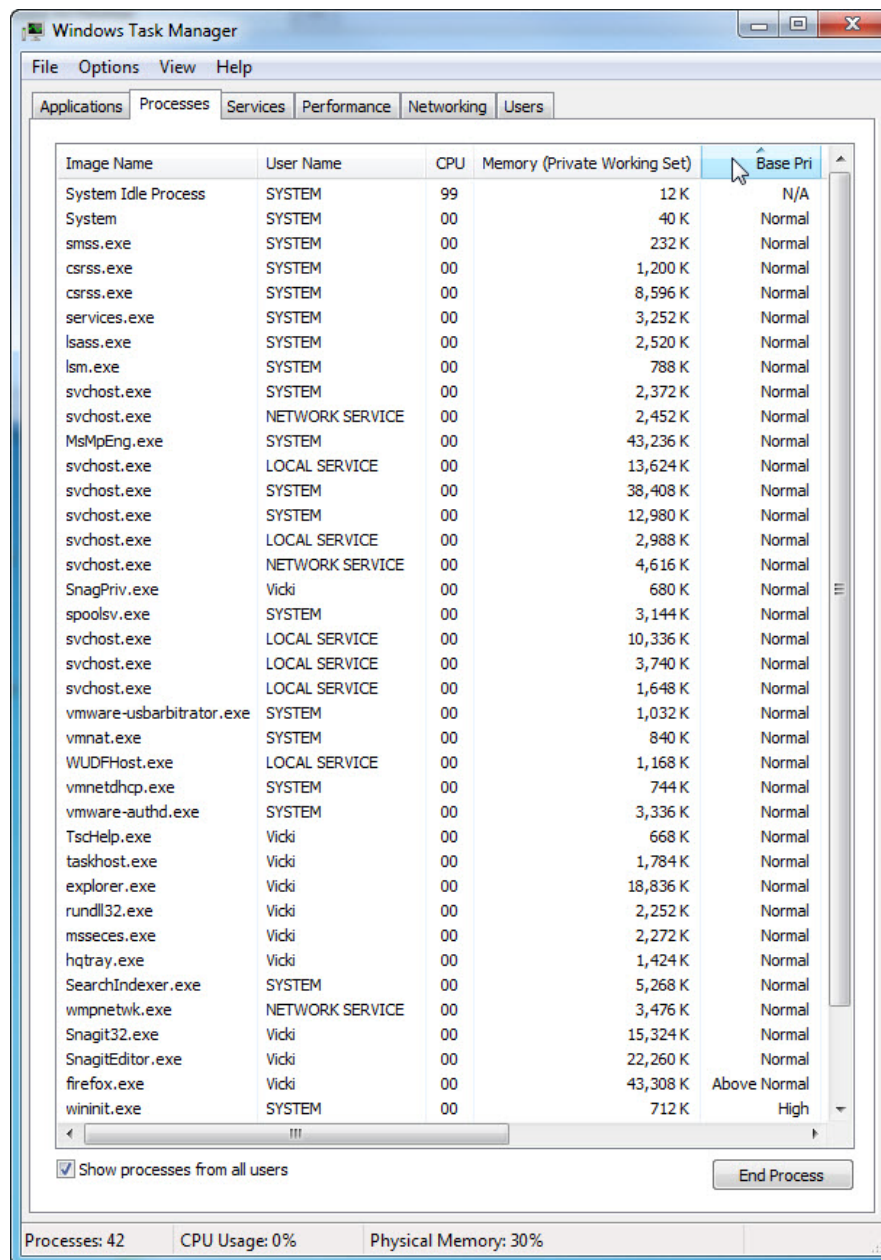 Windows Task Manager
File Options View Help
Applications Processes Services Performance Networking Users
Image Name User Name CPU Memory (Private Working Set) Base Pri
System Idle Process SYSTEM 99 12 K N/A
System SYSTEM 00 40 K Normal
smss.exe SYSTEM 00 232 K Normal
csrss.exe SYSTEM 00 1,200 K Normal
csrss.exe SYSTEM 00 8,596 K Normal
services.exe SYSTEM 00 3,252 K Normal
lsass.exe SYSTEM 00 2,520 K Normal
lsm.exe SYSTEM 00 788 K Normal
svchost.exe SYSTEM 00 2,372 K Normal
svchost.exe NETWORK SERVICE 00 2,452 K Normal
MsMpEng.exe SYSTEM 00 43,236 K Normal
svchost.exe LOCAL SERVICE 00 13,624 K Normal
svchost.exe SYSTEM 00 38,408 K Normal
svchost.exe SYSTEM 00 12,980 K Normal
svchost.exe LOCAL SERVICE 00 2,988 K Normal
svchost.exe NETWORK SERVICE 00 4,616 K Normal
SnagPriv.exe Vicki 00 680 K Normal
spoolsv.exe SYSTEM 00 3,144 K Normal
svchost.exe LOCAL SERVICE 00 10,336 K Normal
svchost.exe LOCAL SERVICE 00 3,740 K Normal
svchost.exe LOCAL SERVICE 00 1,648 K Normal
vmware-usbarbitrator.exe SYSTEM 00 1,032 K Normal
vmnat.exe SYSTEM 00 840 K Normal
WUDFHost.exe LOCAL SERVICE 00 1,168 K Normal
vmnetdhcp.exe SYSTEM 00 744 K Normal
vmware-authd.exe SYSTEM 00 3,336 K Normal
TscHelp.exe Vicki 00 668 K Normal
taskhost.exe Vicki 00 1,784 K Normal
explorer.exe Vicki 00 18,836 K Normal
rundll32.exe Vicki 00 2,252 K Normal
msseces.exe Vicki 00 2,272 K Normal
hqtray.exe Vicki 00 1,424 K Normal
SearchIndexer.exe SYSTEM 00 5,268 K Normal
wmpnetwk.exe NETWORK SERVICE 00 3,476 K Normal
Snagit32.exe Vicki 00 15,324 K Normal
SnagitEditor.exe Vicki 00 22,260 K Normal
firefox.exe Vicki 00 43,308 K Above Normal
wininit.exe SYSTEM 00 712 K High
Show processes from all users
End Process
Processes: 42 CPU Usage: 0% Physical Memory: 30%